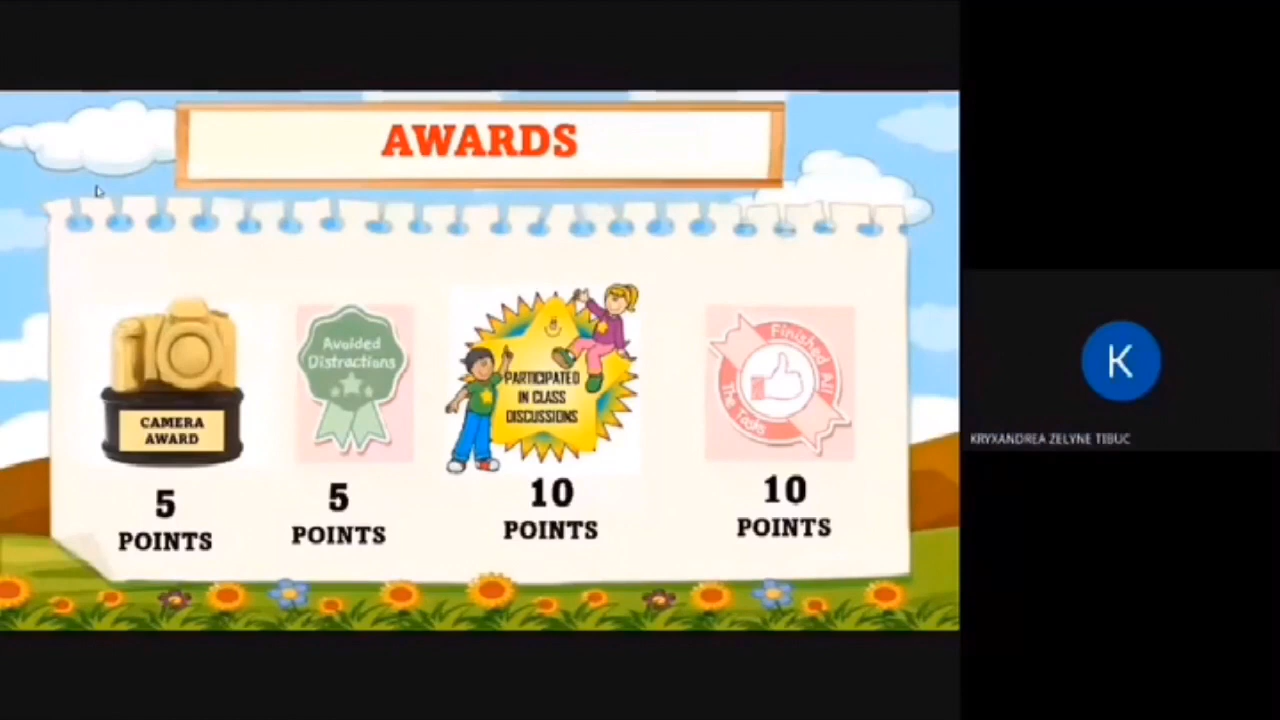 AWARDS
CAMERA
AWARD
5
POINTS
Avoided
Distractions
5
POINTS
PARTICIPATED
IN CLASS
DISCUSSIONS
10
POINTS
Finished All
The Tasks
10
POINTS
K
KRYXANDREA ZELYNE TIBUC